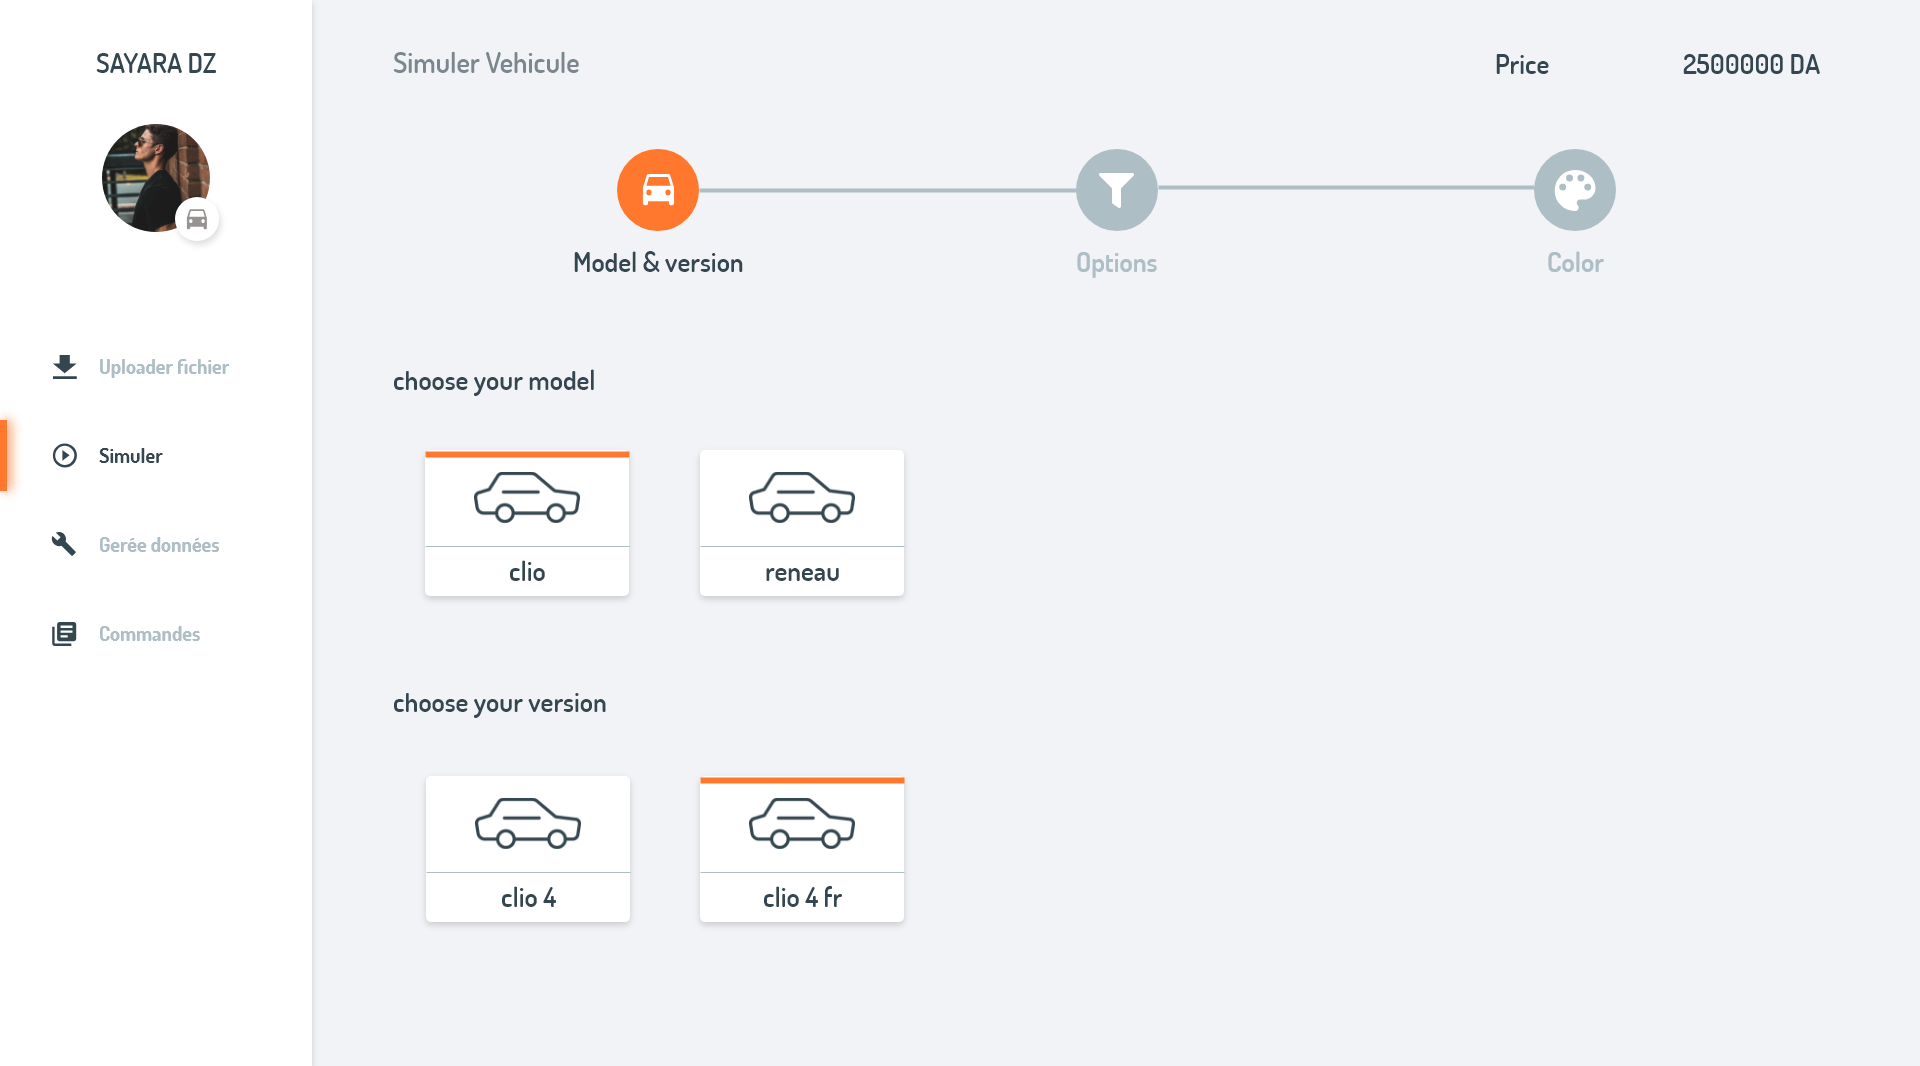 SAYARA DZ
Uploader fichier
Simuler
Gerée données
Commandes
Simuler Vehicule
Price
2500000 DA
Model & version
Options
Color
choose your model
clio
reneau
choose your version
clio 4
clio 4 fr